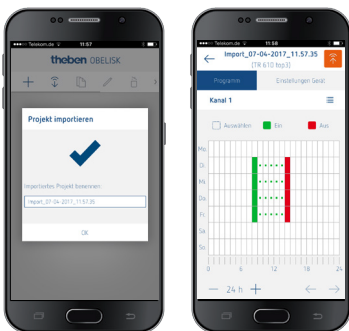 Telekom.de 11:57
theben OBELISK
Projekt importieren
Importiertes Projekt benennen:
Import_07-04-2017_11.57.35
OK
Telekom.de 11:58
Import_07-04-2017_11.57.35
[TR 610 top3]
Programm Einstellungen Gerät
Kanal 1
Auswählen Ein Aus
Mo
Di
Mi
Do
Fr
Sa
So
0 6 12 18 24
24 h